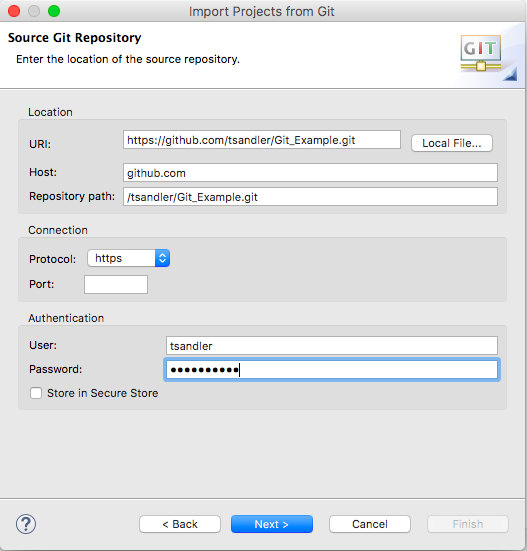 Import Projects from Git
Source Git Repository
Enter the location of the source repository.
GIT
Location
URI: https://github.com/tsandler/Git_Example.git Local File...
Host: github.com
Repository path: /tsandler/Git_Example.git
Connection
Protocol: https
Port:
Authentication
User: tsandler
Password: ●●●●●●●●●●
Store in Secure Store
? < Back Next > Cancel Finish